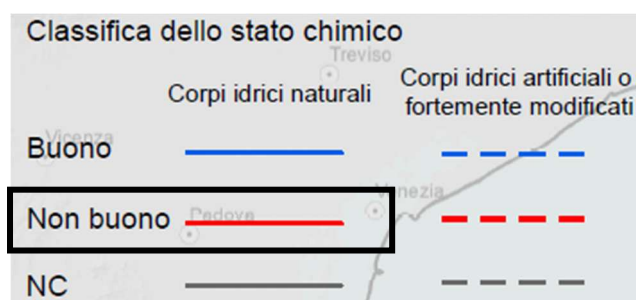 Classifica dello stato chimico
Treviso
Corpi idrici naturali
Corpi idrici artificiali o
fortemente modificati
Vicenza
Buono
Venezia
Non buono
Padova
NC